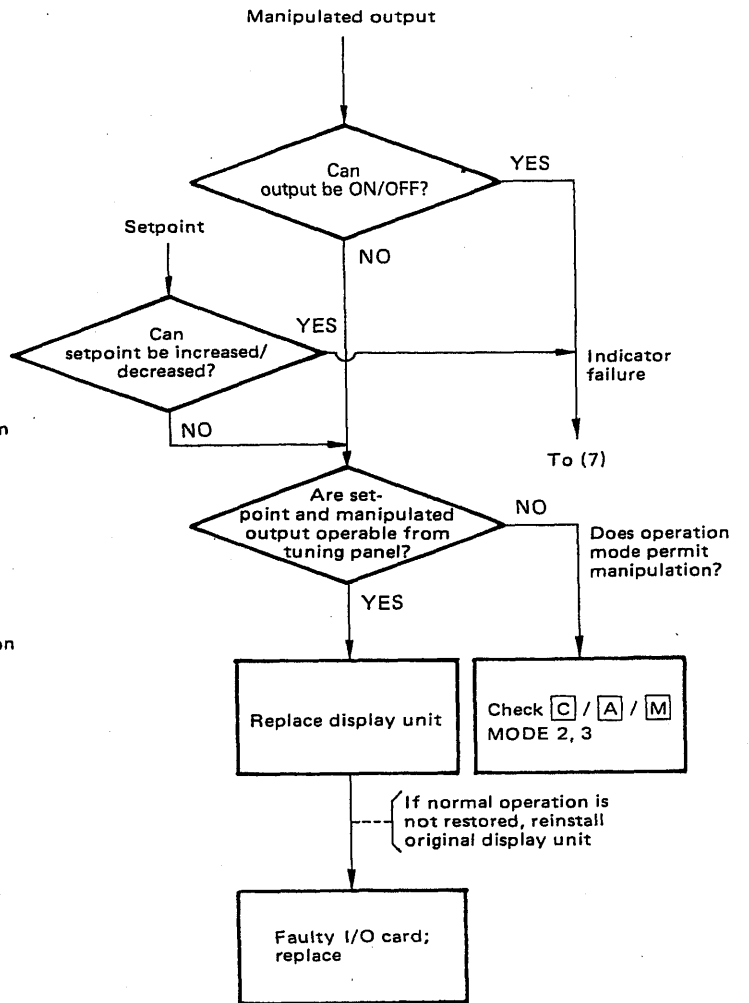 Manipulated output
Can
output be ON/OFF?
YES
NO
Setpoint
Can
setpoint be increased/
decreased?
YES
NO
Indicator
failure
To (7)
n
Are set-
point and manipulated
output operable from
tuning panel?
NO
Does operation
mode permit
manipulation?
YES
on
Replace display unit
Check C / A / M
MODE 2, 3
If normal operation is
not restored, reinstall
original display unit
Faulty I/O card;
replace